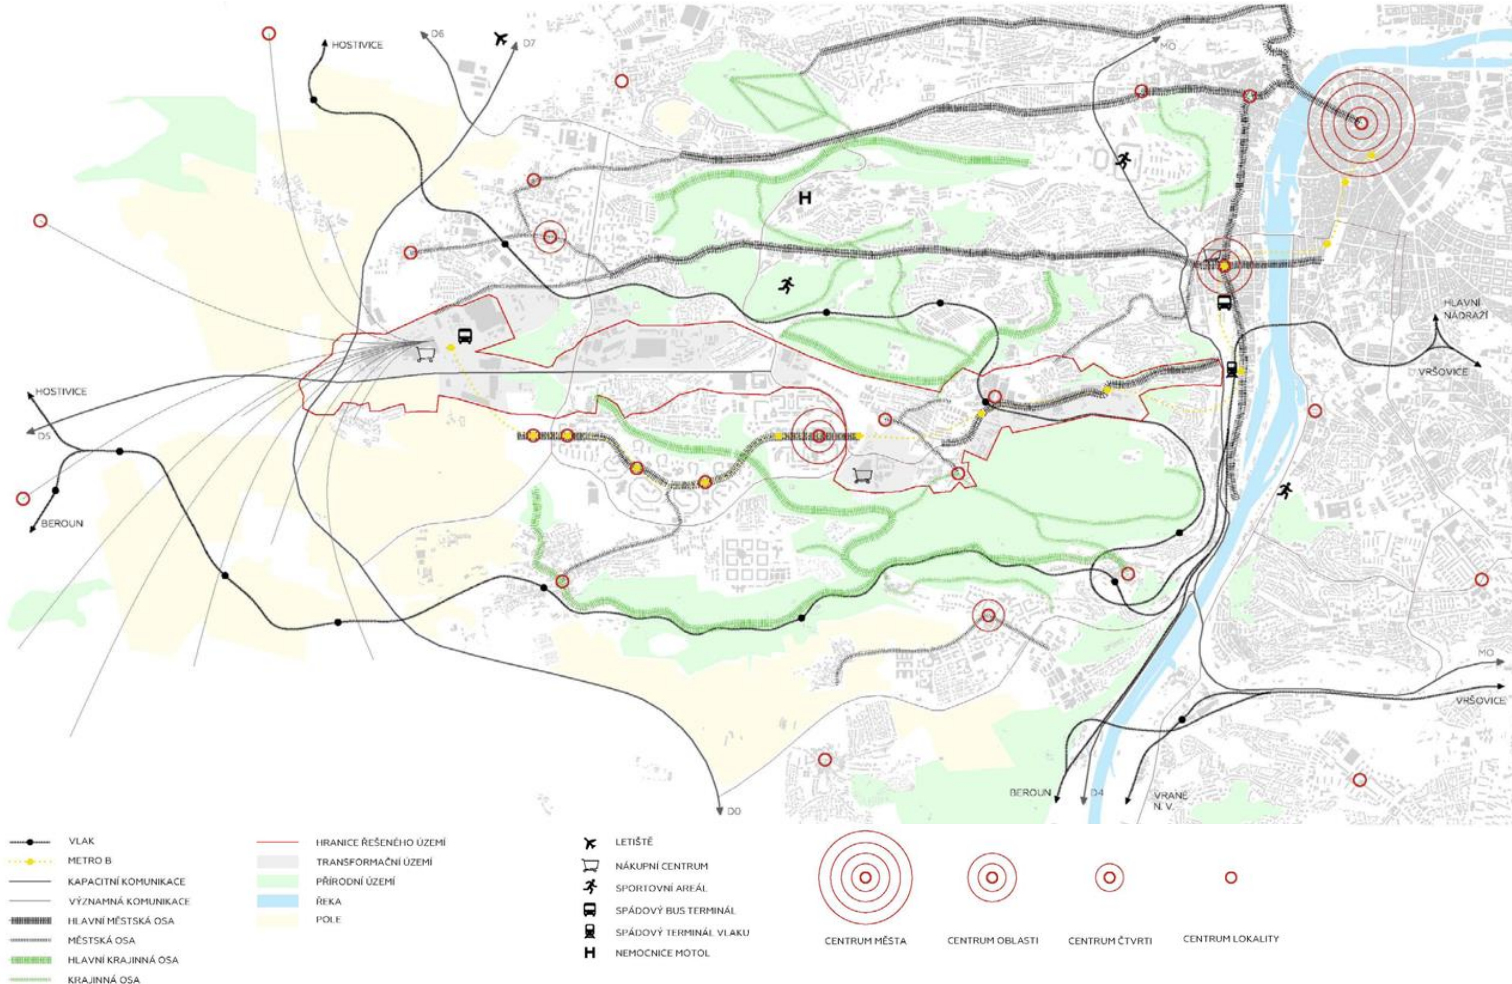 D6
D7
HOSTIVICE
MO
HLAVNÍ
NÁDRAŽÍ
VRŠOVICE
H
HOSTIVICE
D5
BEROUN
MO
VRŠOVICE
BEROUN
D4
VRANÉ
N. V.
D0
VLAK
METRO B
KAPACITNÍ KOMUNIKACE
VÝZNAMNÁ KOMUNIKACE
HLAVNÍ MĚSTSKÁ OSA
MĚSTSKÁ OSA
HLAVNÍ KRAJINNÁ OSA
KRAJINNÁ OSA
HRANICE ŘEŠENÉHO ÚZEMÍ
TRANSFORMAČNÍ ÚZEMÍ
PŘÍRODNÍ ÚZEMÍ
ŘEKA
POLE
LETIŠTĚ
NÁKUPNÍ CENTRUM
SPORTOVNÍ AREÁL
SPÁDOVÝ BUS TERMINÁL
SPÁDOVÝ TERMINÁL VLAKU
H NEMOCNICE MOTOL
CENTRUM MĚSTA
CENTRUM OBLASTI
CENTRUM ČTVRTI
CENTRUM LOKALITY